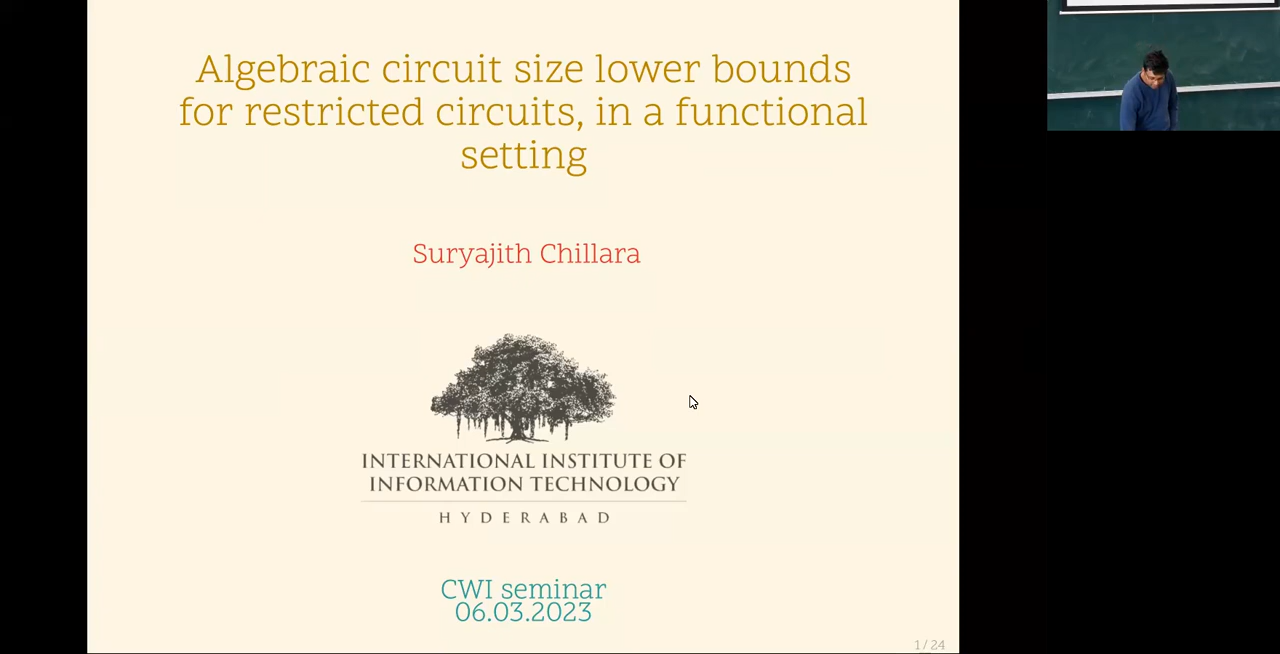 Algebraic circuit size lower bounds
for restricted circuits, in a functional
setting
Suryajith Chillara
INTERNATIONAL INSTITUTE OF
INFORMATION TECHNOLOGY
HYDERABAD
CWI seminar
06.03.2023
1 / 24